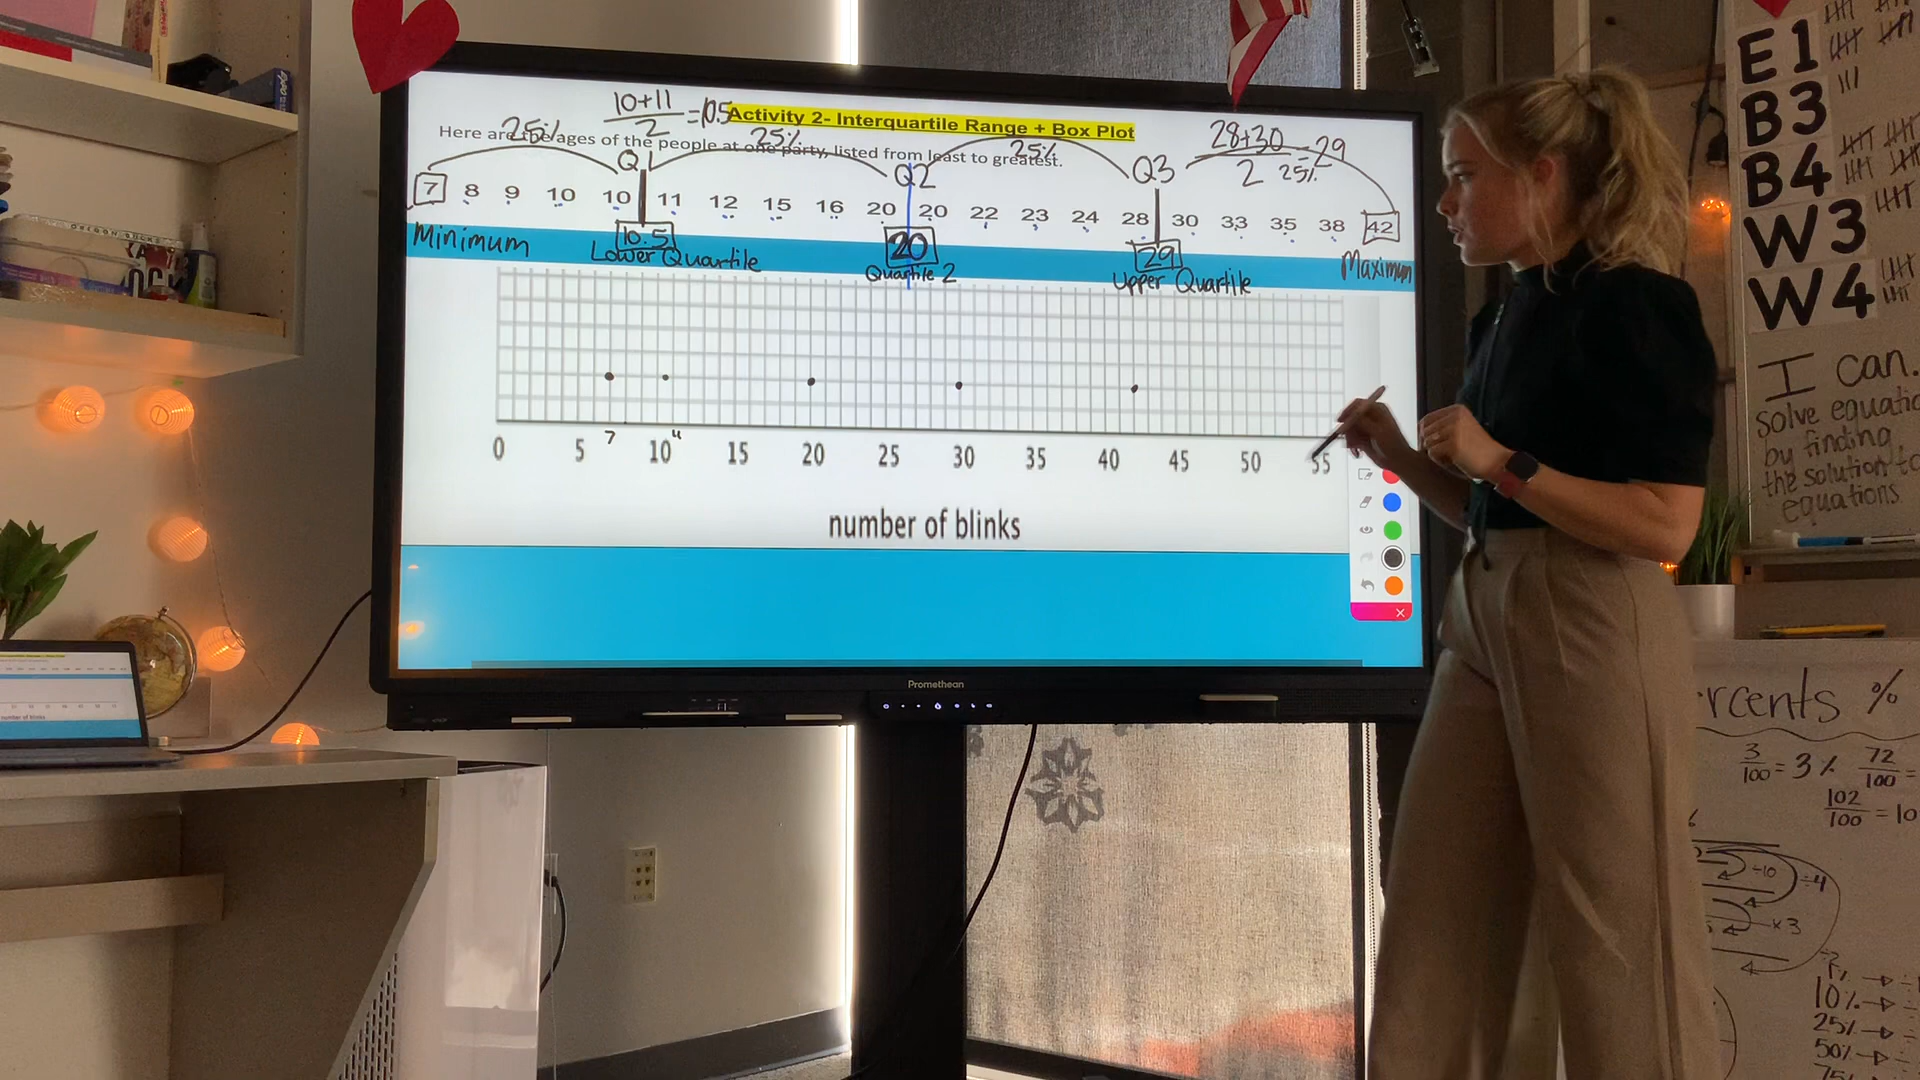 10+11
2
=10.5
Activity 2- Interquartile Range + Box Plot
Here are the ages of the people at one party, listed from least to greatest.
25% 25% 25% 25%
28+30
2
=29
Q1 Q2 Q3
7 8 9 10 10 11 12 15 16 20 20 22 23 24 28 30 33 35 38 42
10.5 20 29
Minimum Lower Quartile Quartile 2 Upper Quartile Maximum
7 11
0 5 10 15 20 25 30 35 40 45 50 55
number of blinks
Promethean
E1
B3
B4
W3
W4
I can
solve
by finding
the solution to
equations
% 
3/100 = 3% 72/100 =
102/100 =
÷10 ÷4
x3
10%
25%
50%